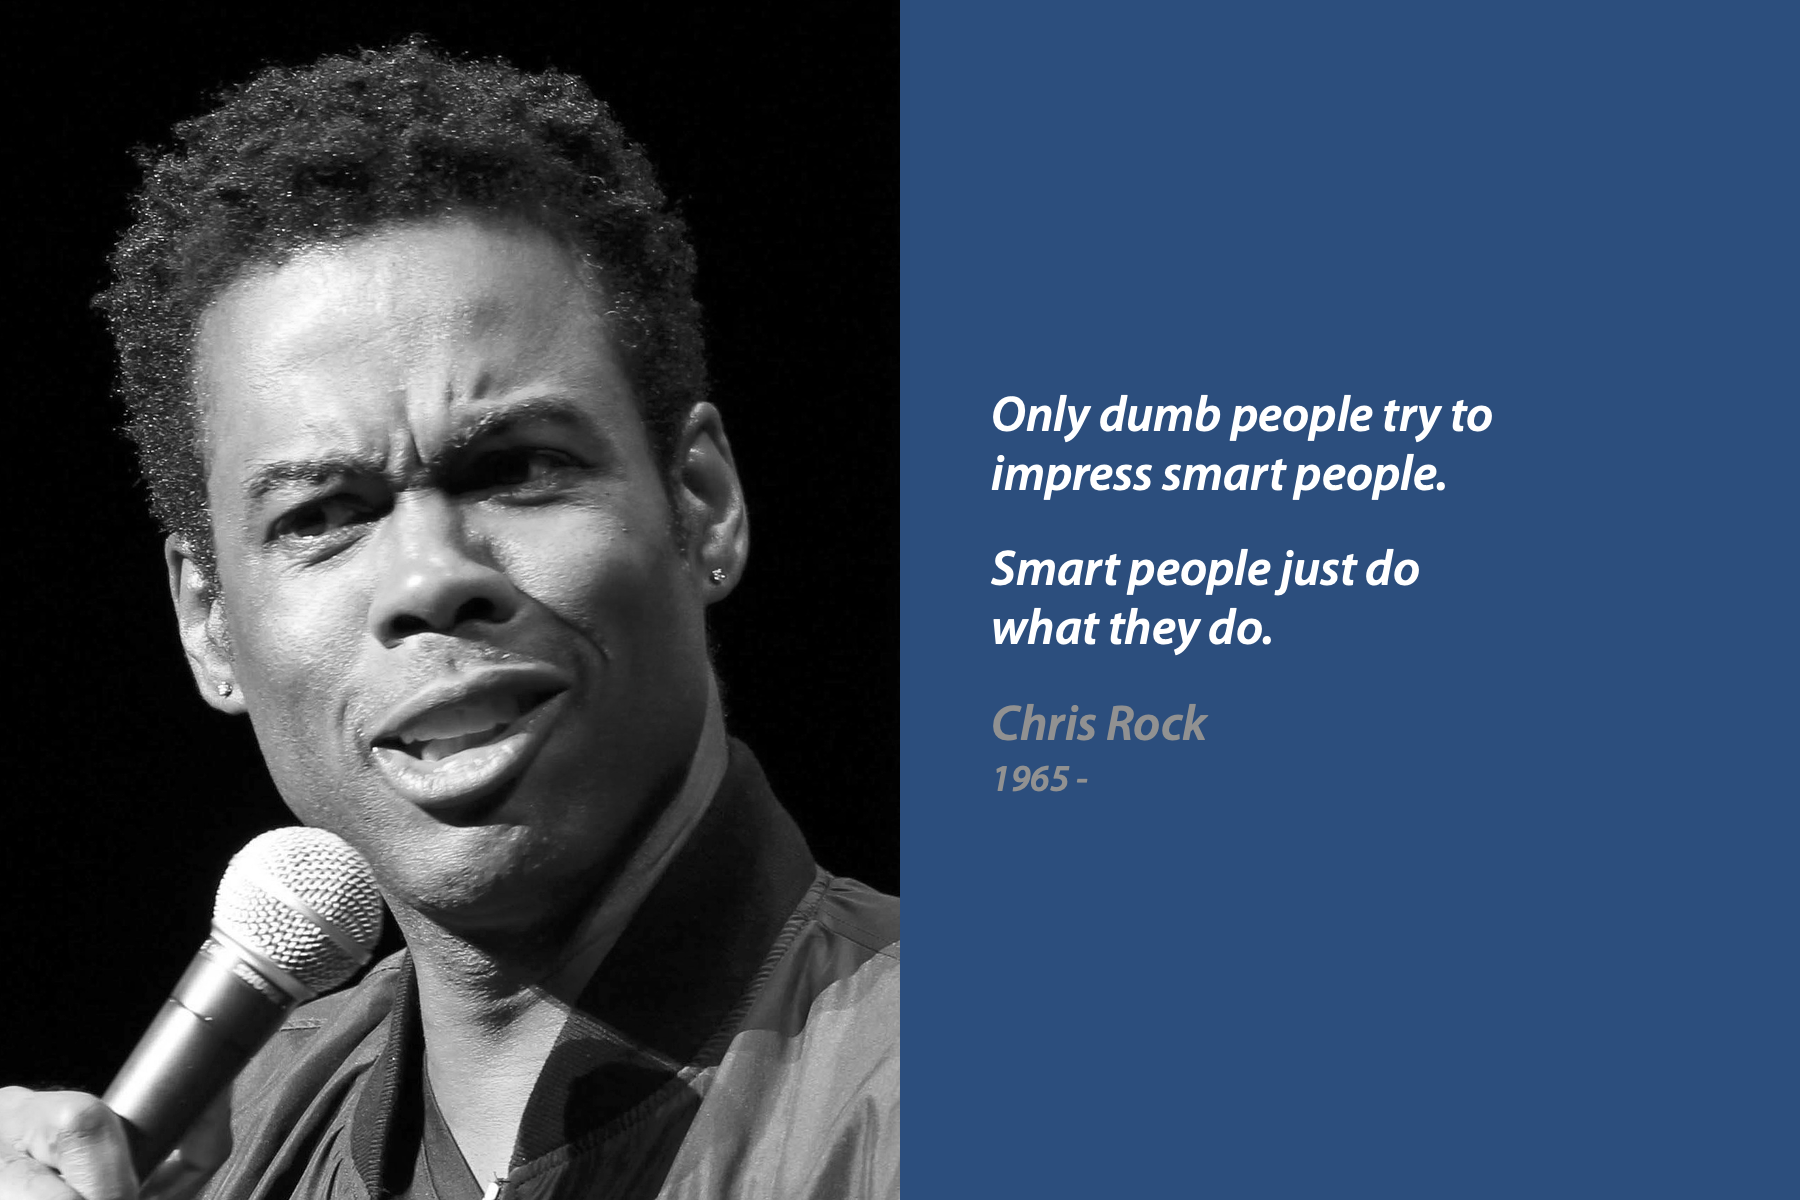 Only dumb people try to
impress smart people.
Smart people just do
what they do.
Chris Rock
1965 -